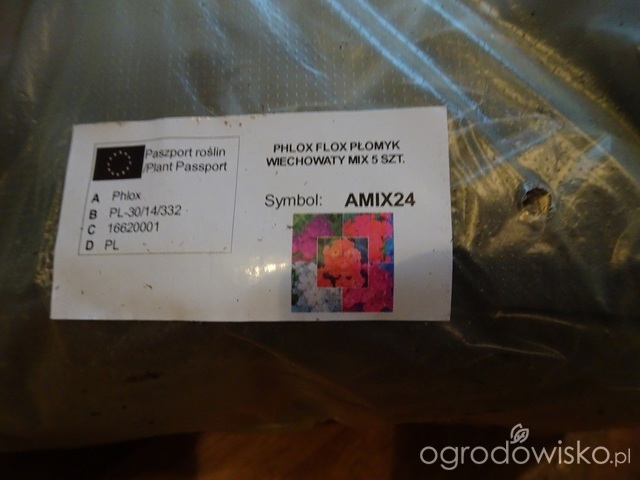 Paszport roślin
/Plant Passport
A Phlox
B PL-30/14/332
C 16620001
D PL
PHLOX FLOX PŁOMYK
WIECHOWATY MIX 5 SZT.
Symbol: AMIX24
ogrodowisko.pl